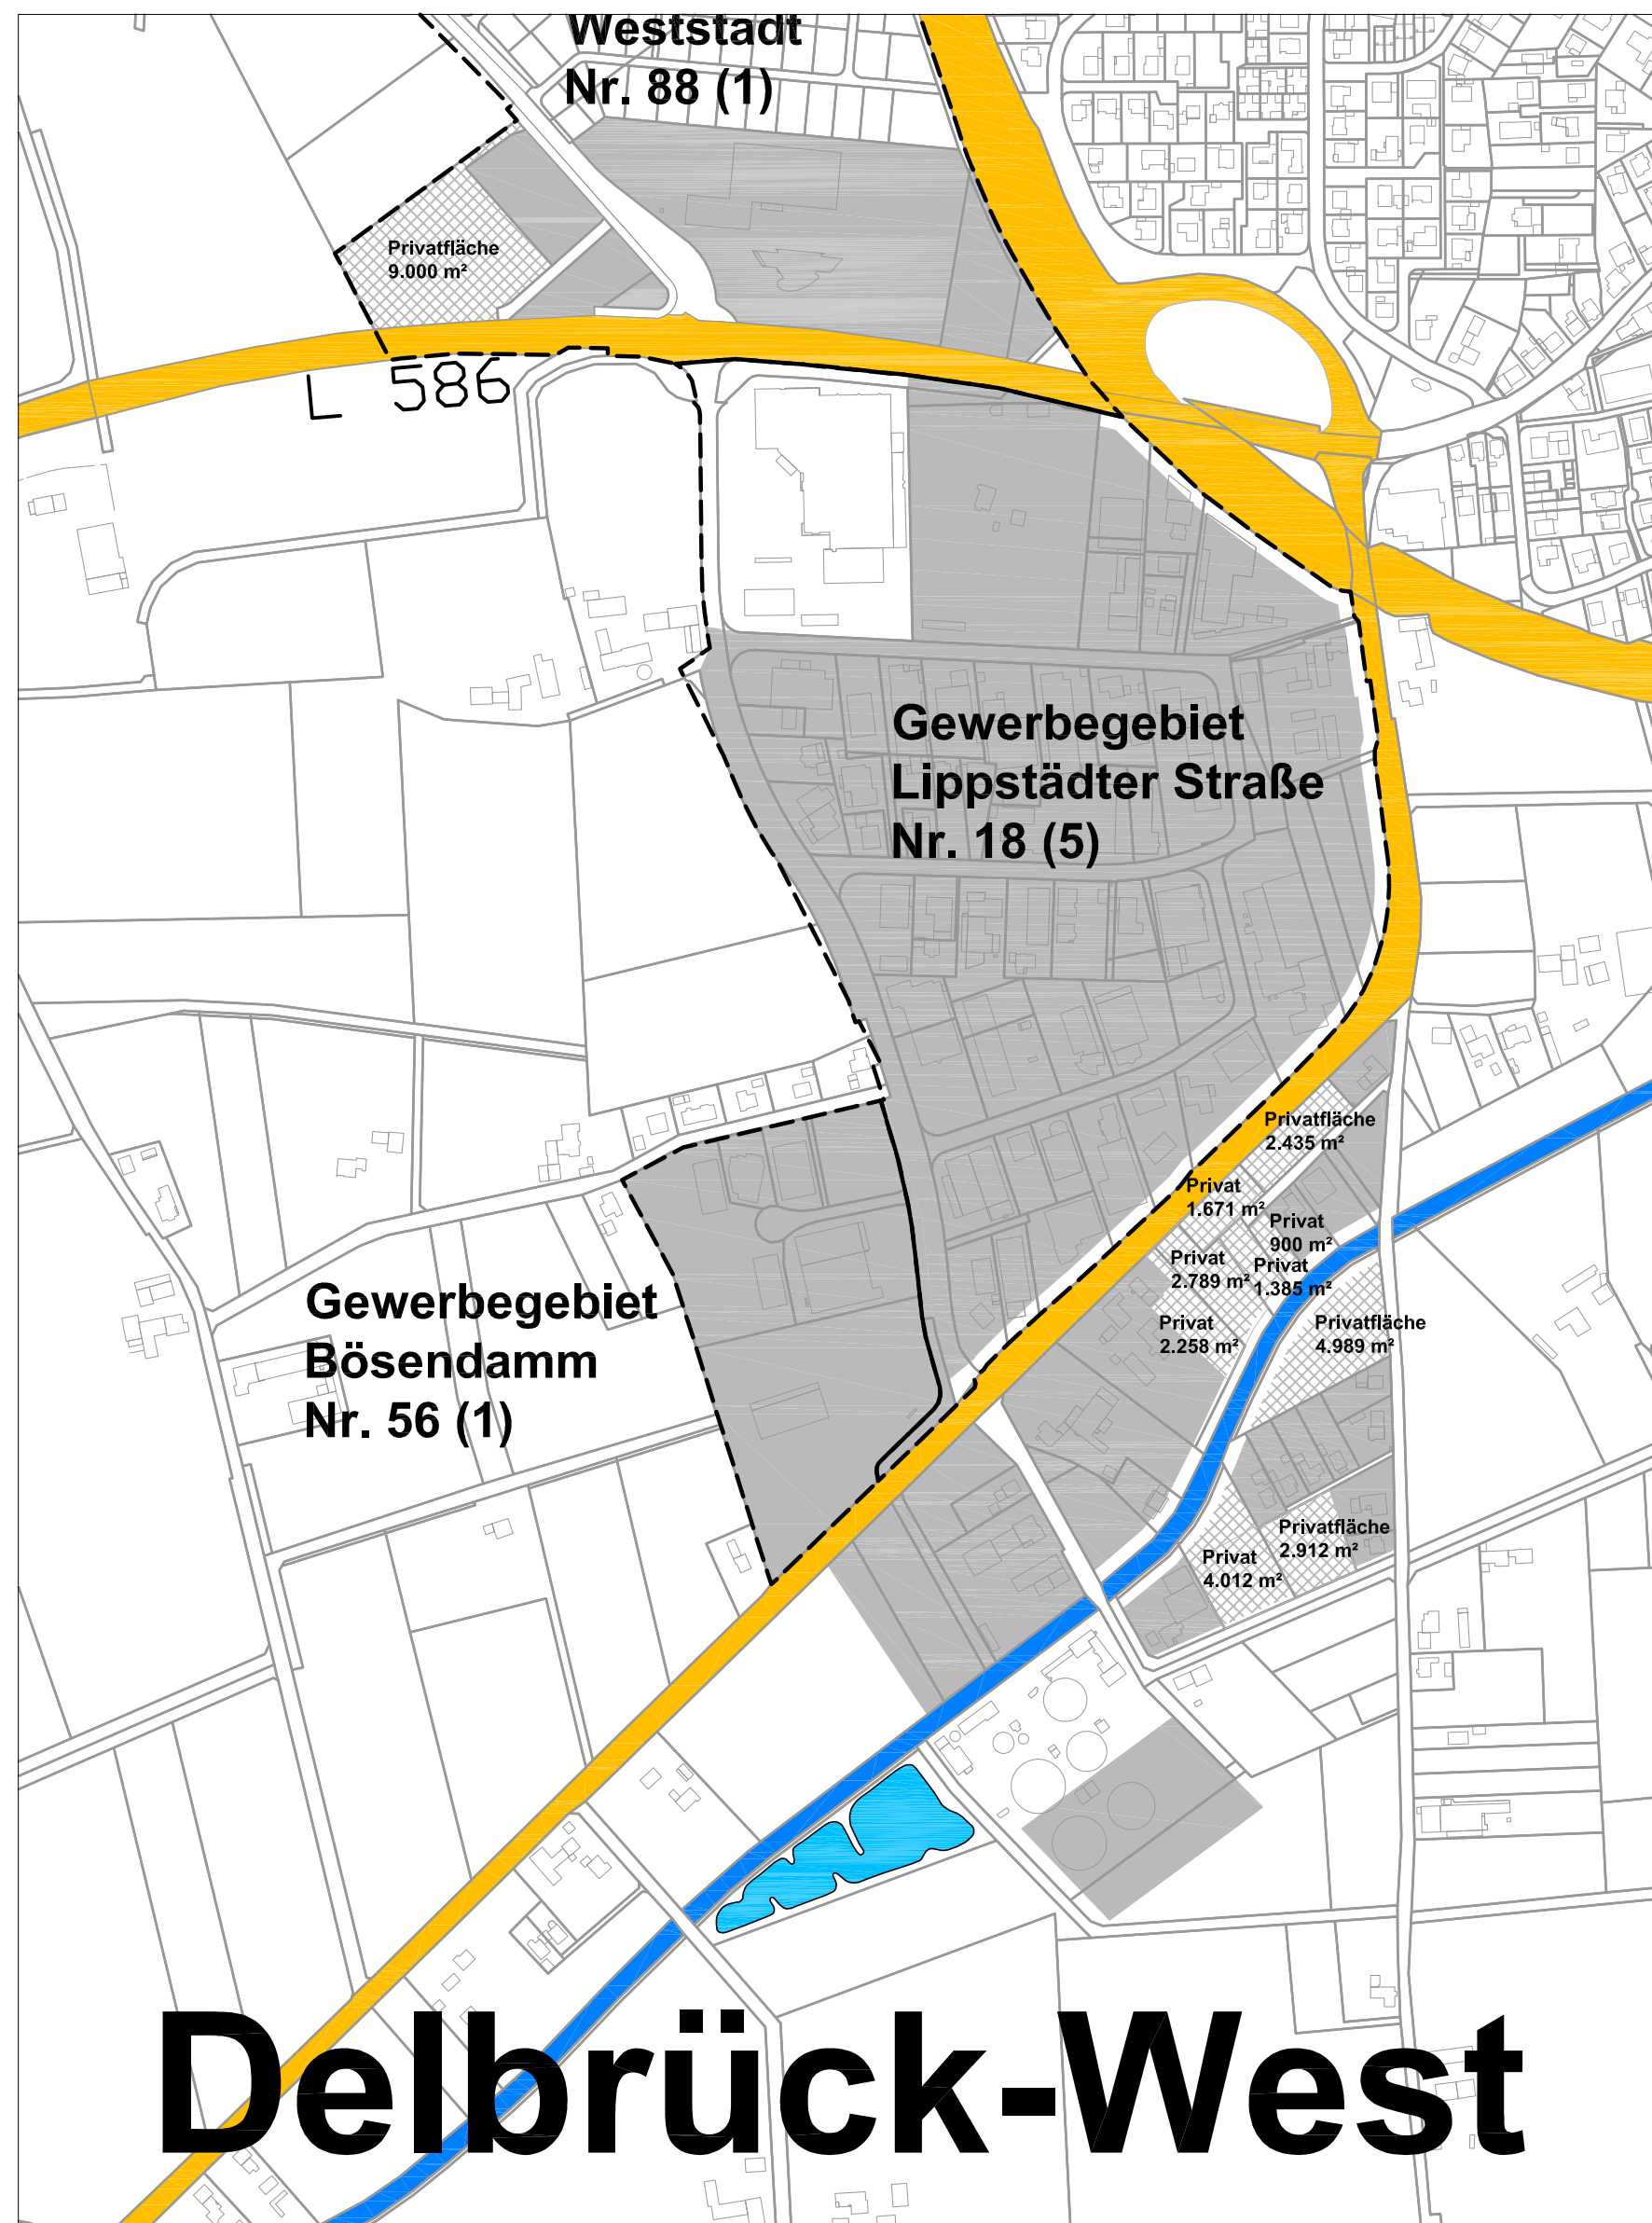 Weststadt
Nr. 88 (1)
Privatfläche
9.000 m²
L 586
Gewerbegebiet
Lippstädter Straße
Nr. 18 (5)
Privatfläche
2.435 m²
Privat
1.671 m²
Privat
900 m²
Privat
2.789 m²
Privat
1.385 m²
Privat
2.258 m²
Privatfläche
4.989 m²
Gewerbegebiet
Bösendamm
Nr. 56 (1)
Privatfläche
2.912 m²
Privat
4.012 m²
Delbrück-West